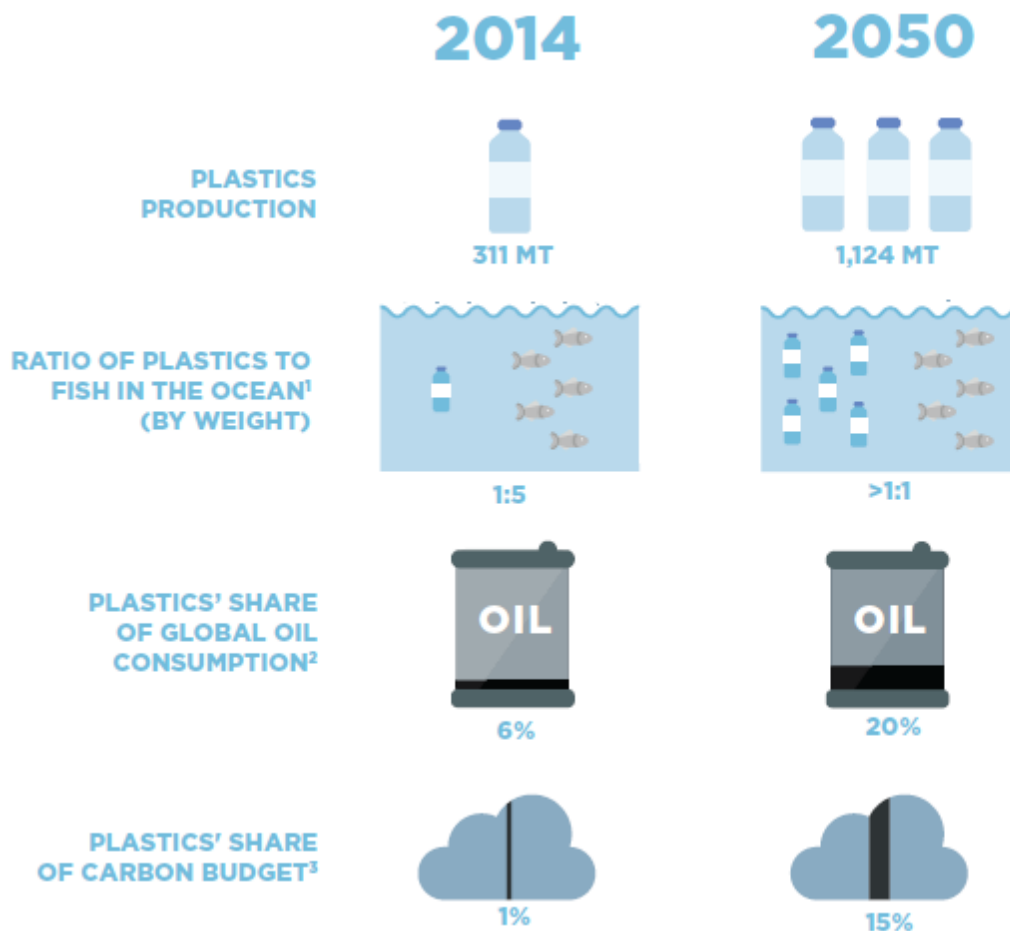 2014
2050
PLASTICS
PRODUCTION
311 MT
1,124 MT
RATIO OF PLASTICS TO
FISH IN THE OCEAN¹
(BY WEIGHT)
1:5
>1:1
PLASTICS’ SHARE
OF GLOBAL OIL
CONSUMPTION²
OIL
OIL
6%
20%
PLASTICS' SHARE
OF CARBON BUDGET³
1%
15%